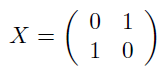 X = ( 0 1
1 0 )